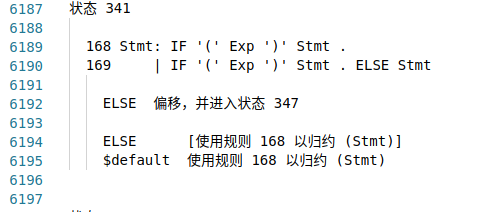 6187 状态 341
6188
6189 168 Stmt: IF '(' Exp ')' Stmt .
6190 169 | IF '(' Exp ')' Stmt . ELSE Stmt
6191
6192 ELSE 偏移，并进入状态 347
6193
6194 ELSE [使用规则 168 以归约 (Stmt)]
6195 $default 使用规则 168 以归约 (Stmt)
6196
6197